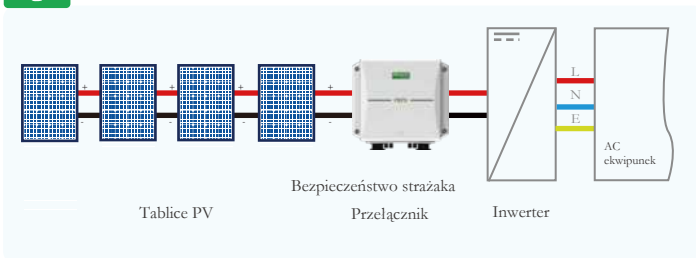 + + + +
- - - -
L
N
E
AC
ekwipunek
Bezpieczeństwo strażaka
Tablice PV
Przełącznik
Inwerter